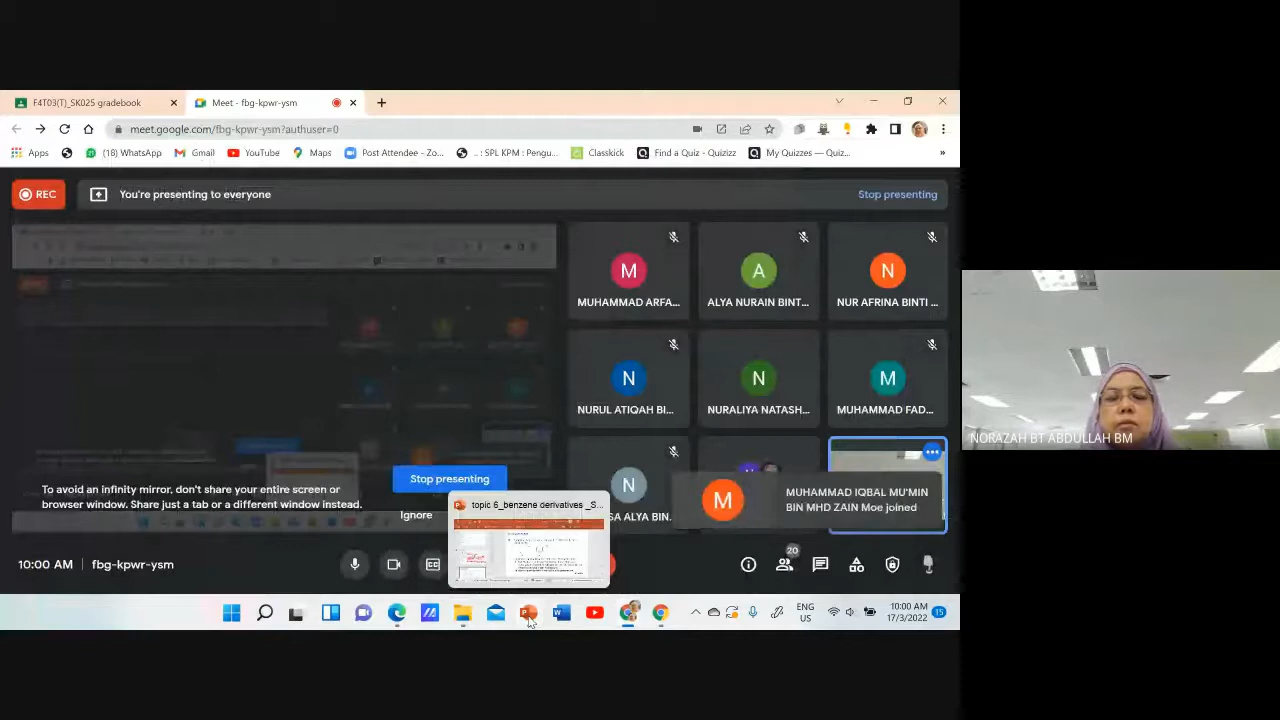 F4T03(T)_SK025 gradebook
Meet - fbg-kpwr-ysm
meet.google.com/fbg-kpwr-ysm?authuser=0
Apps
(18) WhatsApp
Gmail
YouTube
Maps
Post Attendee - Zo...
.. : SPL KPM : Pengu...
Classkick
Find a Quiz - Quizizz
My Quizzes — Quiz...
»
REC
You're presenting to everyone
Stop presenting
M
MUHAMMAD ARFA...
A
ALYA NURAIN BINT...
N
NUR AFRINA BINTI ...
N
NURUL ATIQAH BI...
N
NURALIYA NATASH...
M
MUHAMMAD FAD...
NORAZAH BT ABDULLAH BM
N
SA ALYA BIN.
M
MUHAMMAD IQBAL MU'MIN
BIN MHD ZAIN Moe joined
To avoid an infinity mirror, don't share your entire screen or
browser window. Share just a tab or a different window instead.
Stop presenting
Ignore
topic 6_benzene derivatives _S...
10:00 AM
fbg-kpwr-ysm
20
ENG
US
10:00 AM
17/3/2022
15